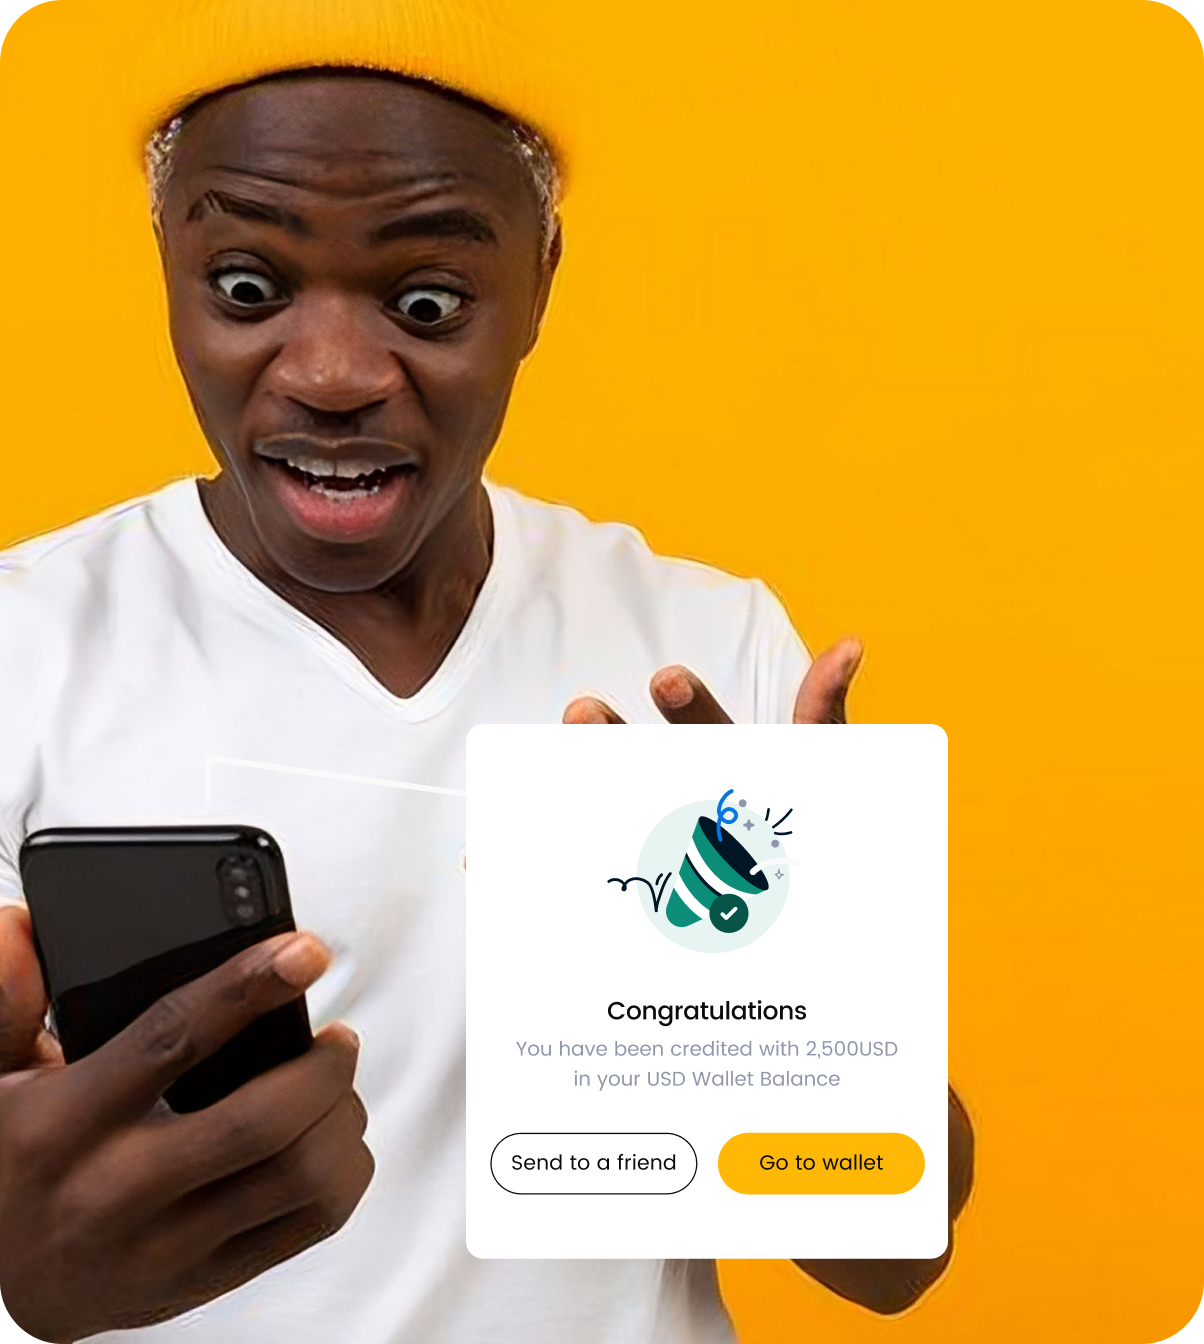 Congratulations
You have been credited with 2,500USD
in your USD Wallet Balance
Send to a friend
Go to wallet